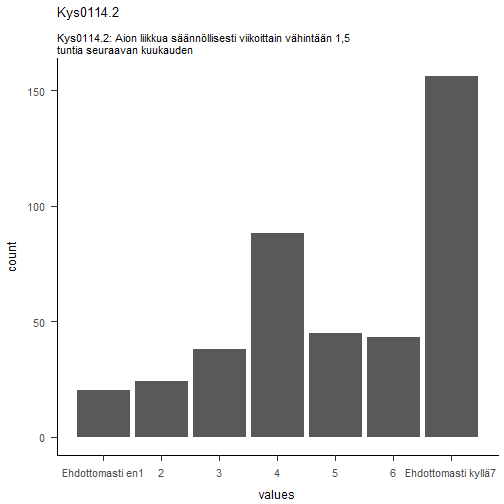 Kys0114.2
Kys0114.2: Aion liikkua säännöllisesti viikoittain vähintään 1,5
tuntia seuraavan kuukauden
150
100
50
0
count
Ehdottomasti en1 2 3 4 5 6 Ehdottomasti kyllä7
values